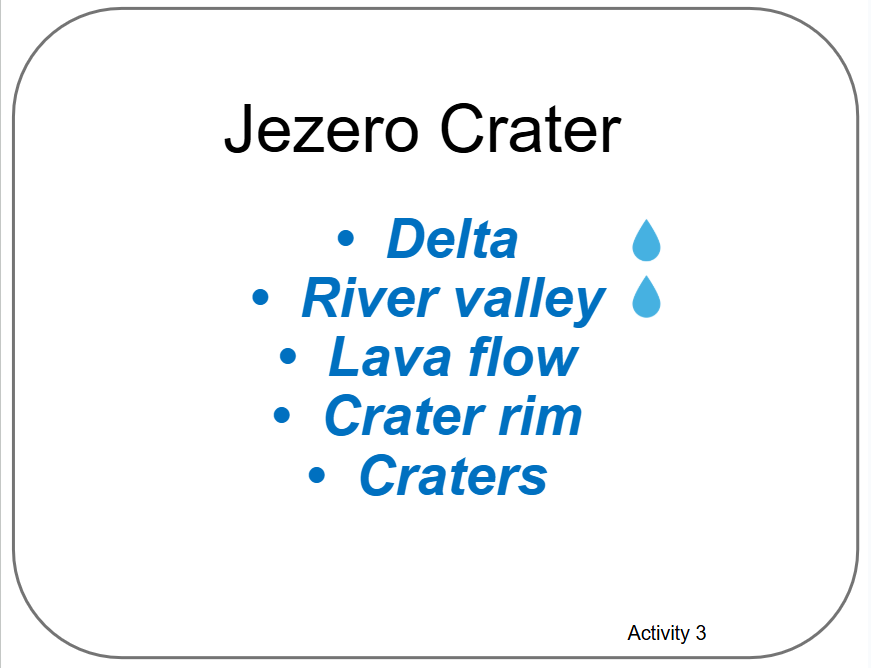 Jezero Crater
• Delta
• River valley
• Lava flow
• Crater rim
• Craters
Activity 3